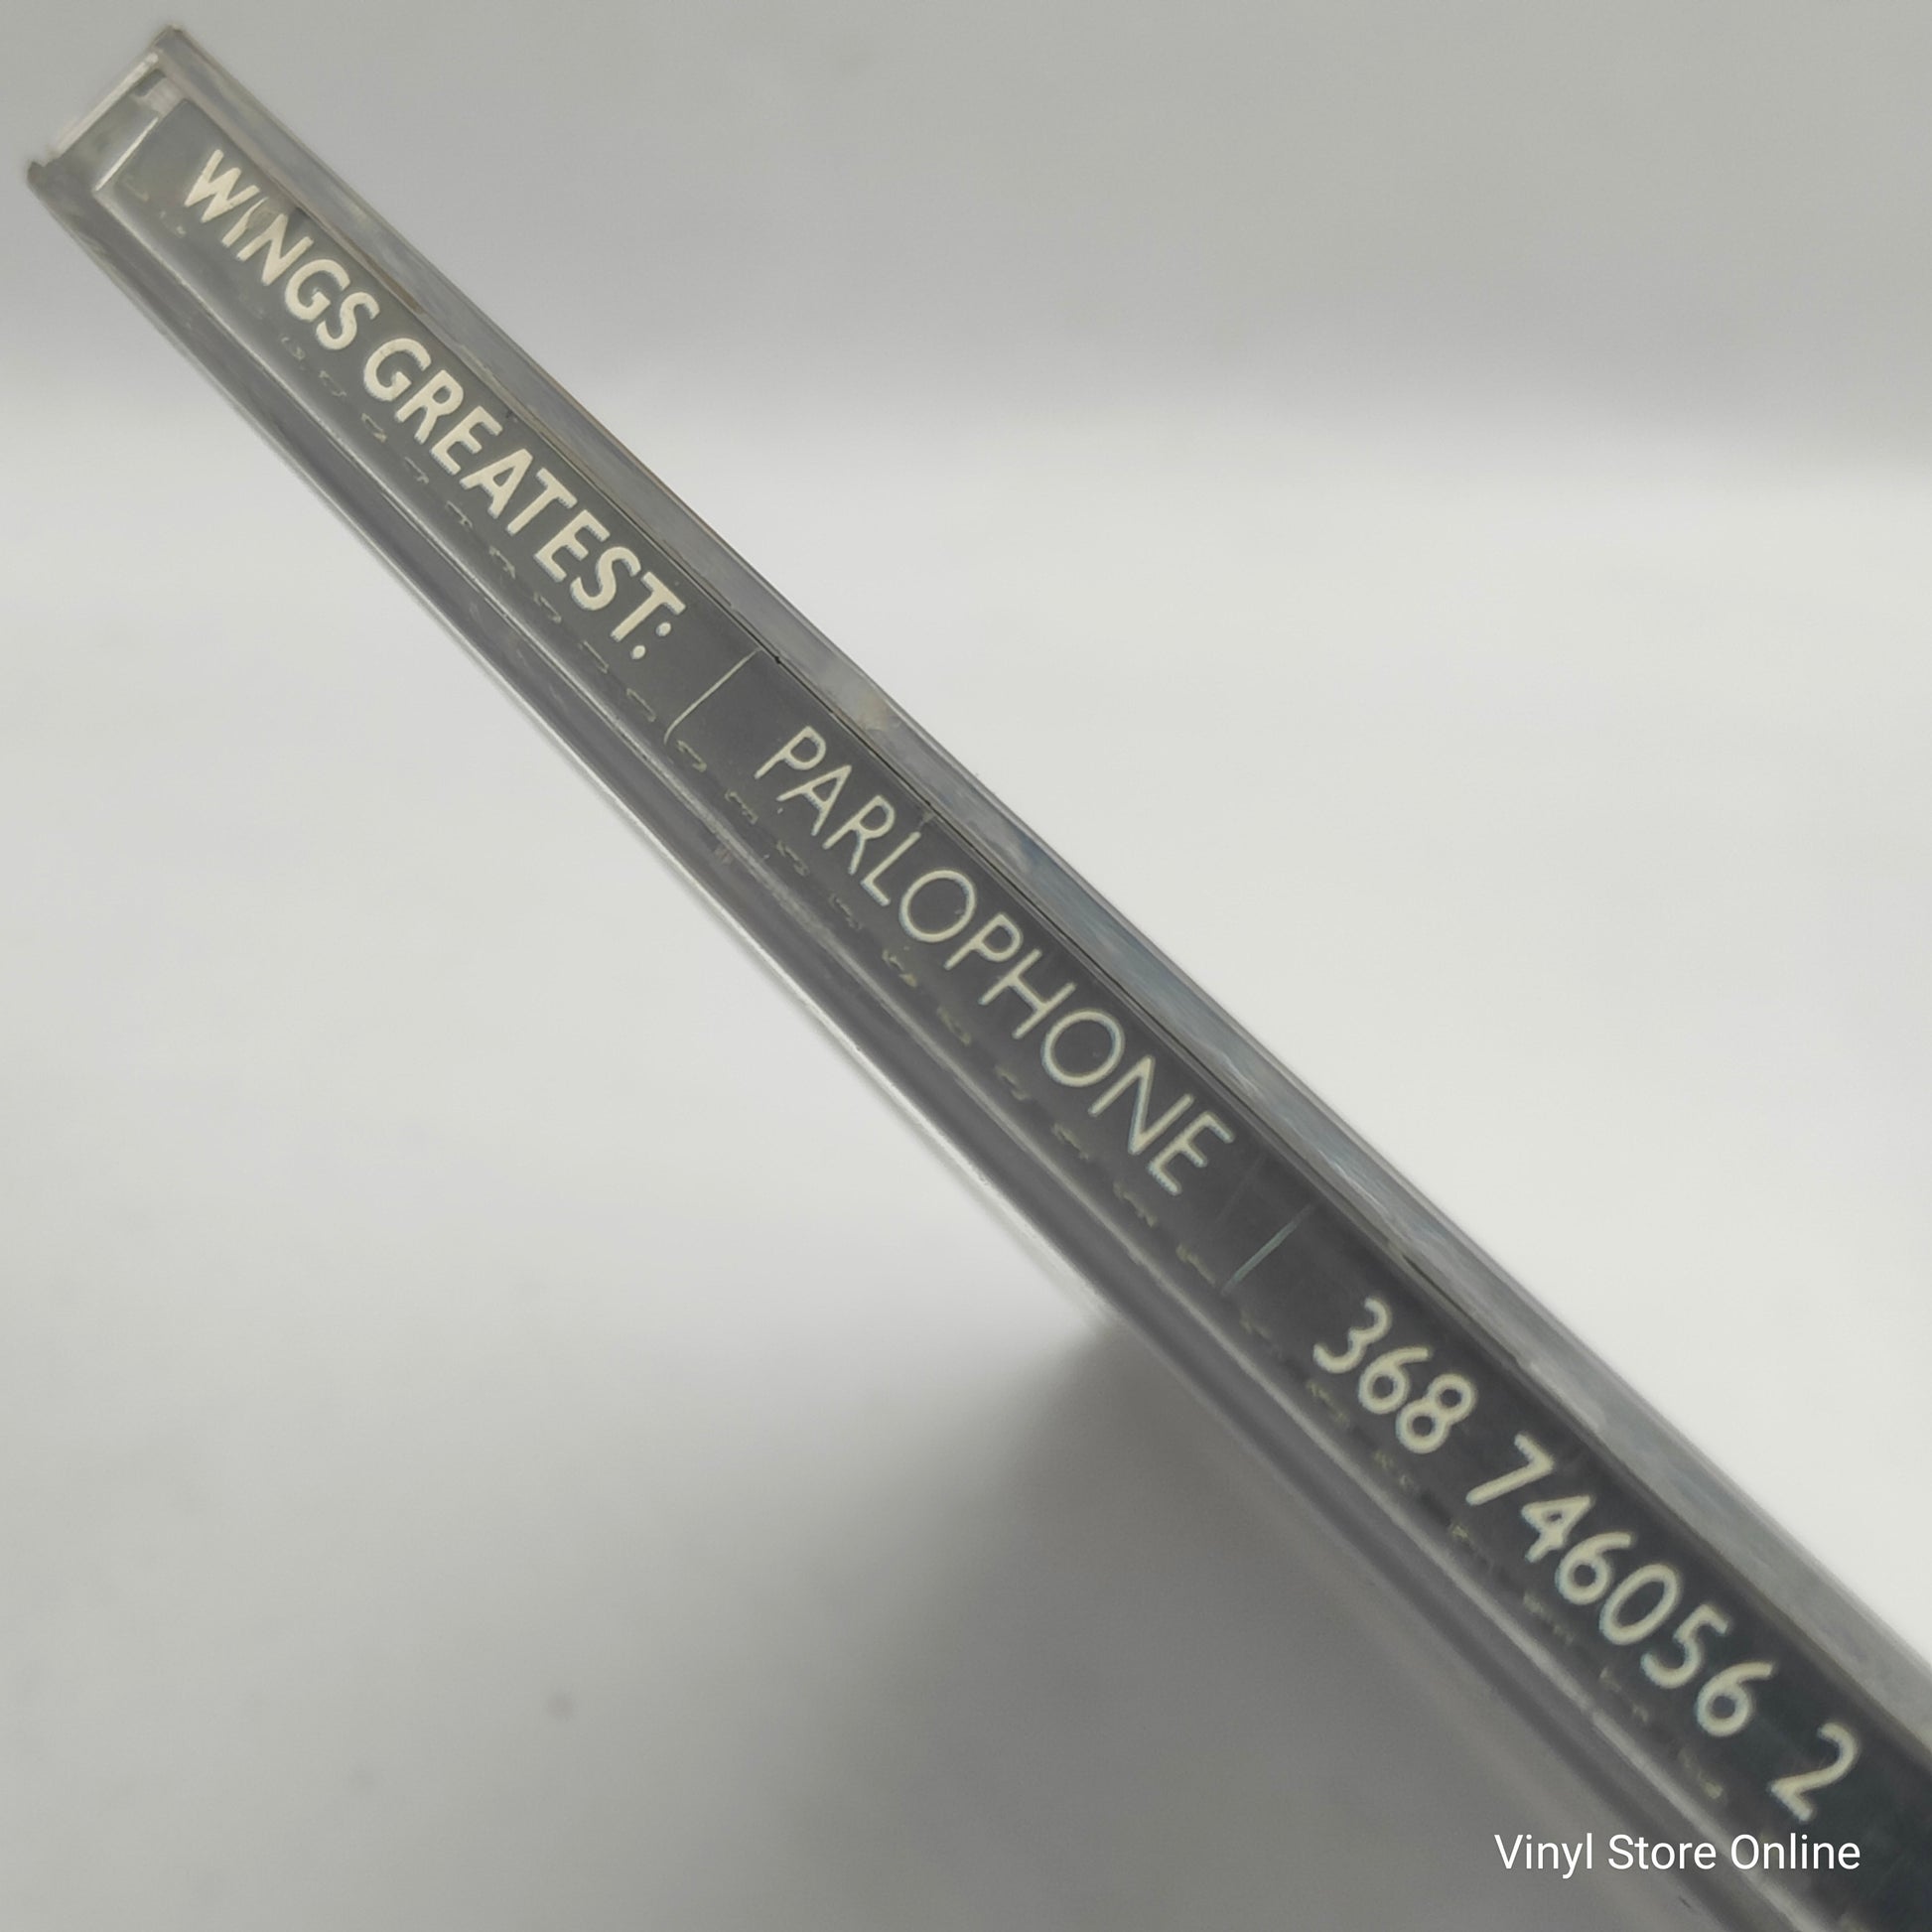 WINGS GREATEST: PARLOPHONE 368 746056 2
Vinyl Store Online